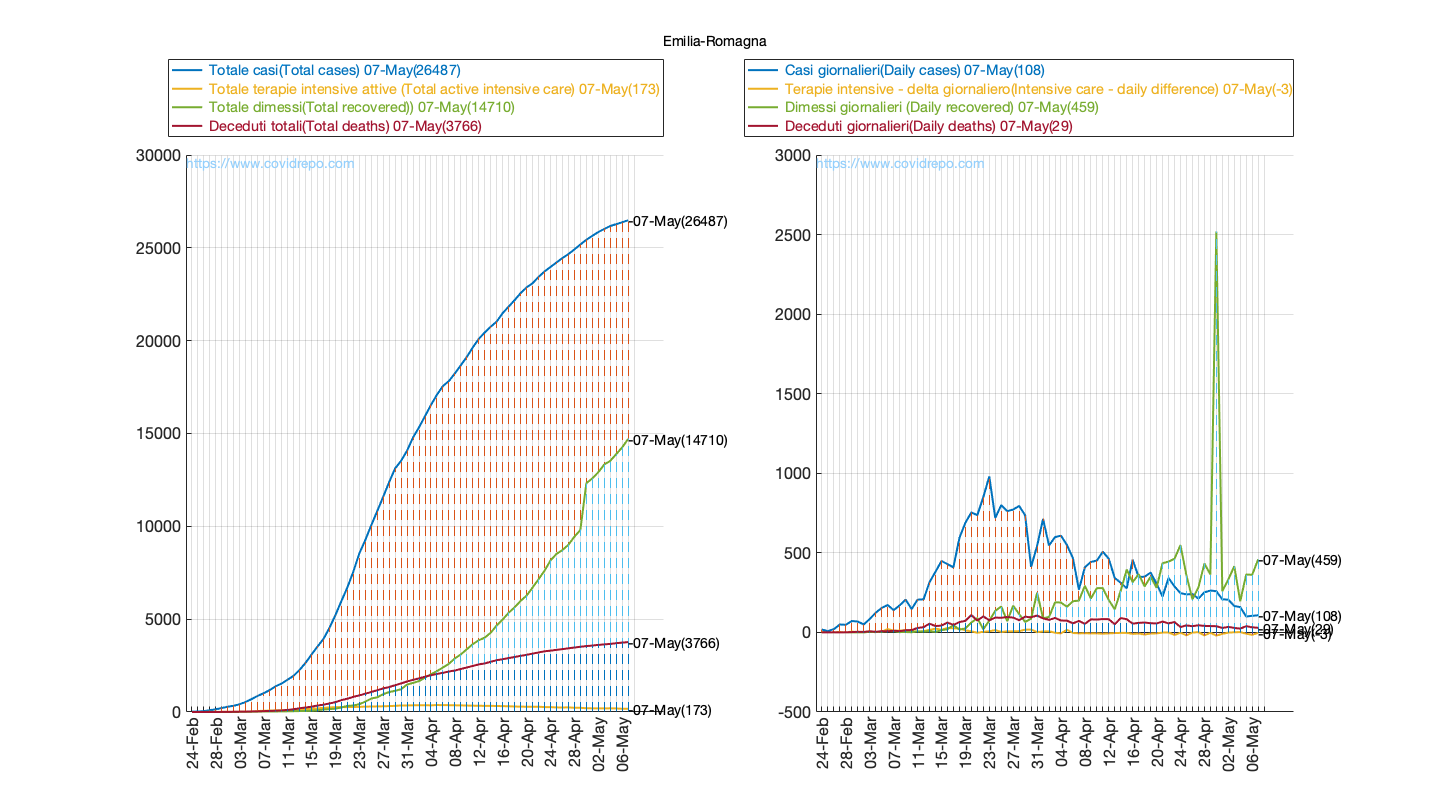 Emilia-Romagna
Totale casi(Total cases) 07-May(26487)
Totale terapie intensive attive (Total active intensive care) 07-May(173)
Totale dimessi(Total recovered)) 07-May(14710)
Deceduti totali(Total deaths) 07-May(3766)
https://www.covidrepo.com
30000
25000
20000
15000
10000
5000
0
07-May(26487)
07-May(14710)
07-May(3766)
07-May(173)
24-Feb
28-Feb
03-Mar
07-Mar
11-Mar
15-Mar
19-Mar
23-Mar
27-Mar
31-Mar
04-Apr
08-Apr
12-Apr
16-Apr
20-Apr
24-Apr
28-Apr
02-May
06-May
Casi giornalieri(Daily cases) 07-May(108)
Terapie intensive - delta giornaliero(Intensive care - daily difference) 07-May(-3)
Dimessi giornalieri (Daily recovered) 07-May(459)
Deceduti giornalieri(Daily deaths) 07-May(29)
https://www.covidrepo.com
3000
2500
2000
1500
1000
500
0
-500
07-May(459)
07-May(108)
07-May(29)
07-May(-3)
24-Feb
28-Feb
03-Mar
07-Mar
11-Mar
15-Mar
19-Mar
23-Mar
27-Mar
31-Mar
04-Apr
08-Apr
12-Apr
16-Apr
20-Apr
24-Apr
28-Apr
02-May
06-May